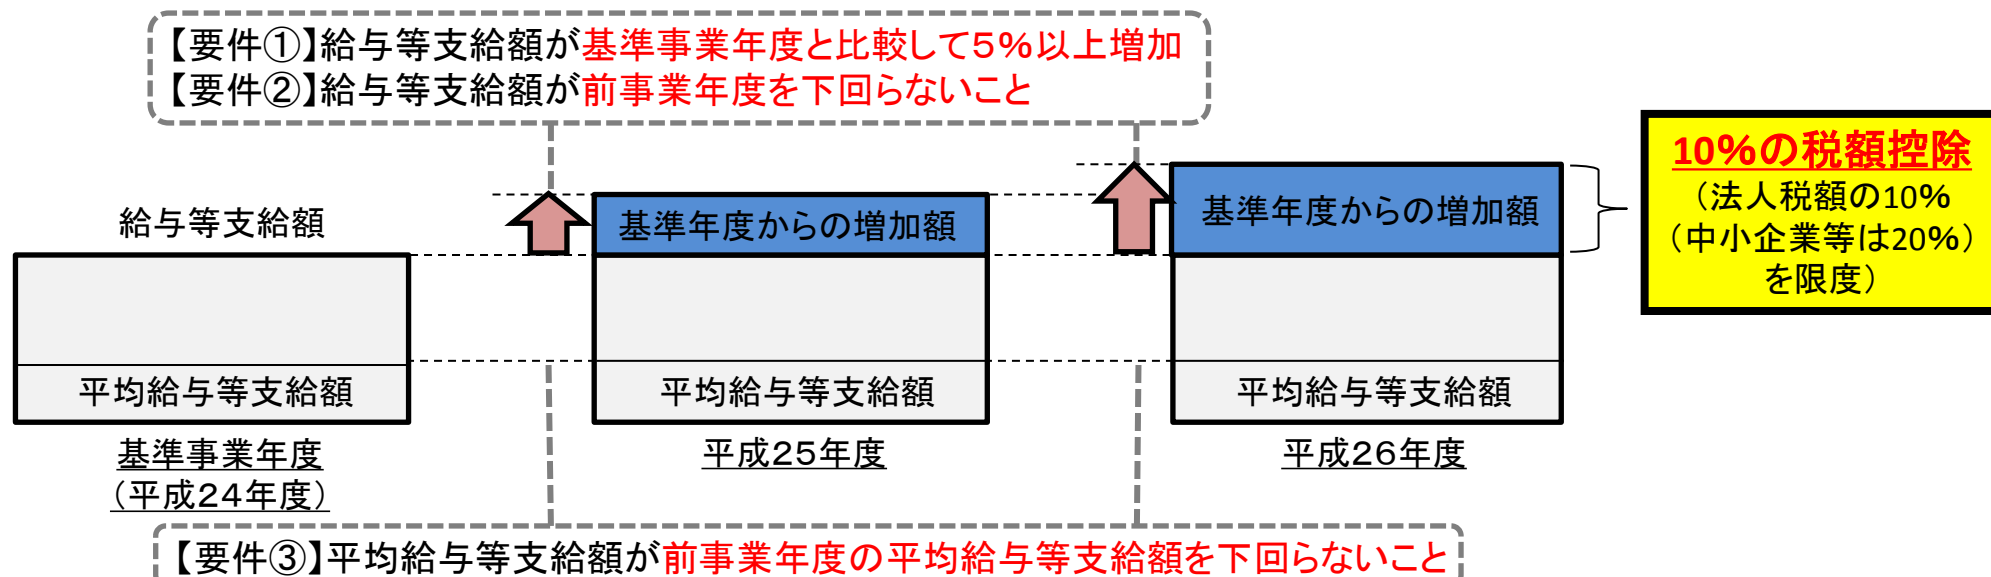 【要件①】給与等支給額が基準事業年度と比較して5%以上増加
【要件②】給与等支給額が前事業年度を下回らないこと
10%の税額控除
（法人税額の10%
（中小企業等は20%）
を限度）
給与等支給額
基準年度からの増加額
基準年度からの増加額
平均給与等支給額
平均給与等支給額
平均給与等支給額
基準事業年度
（平成24年度）
平成25年度
平成26年度
【要件③】平均給与等支給額が前事業年度の平均給与等支給額を下回らないこと